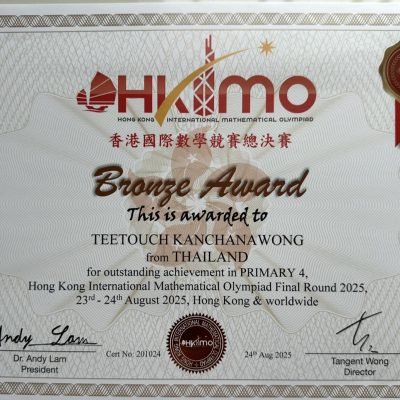 HKIMO
HONG KONG INTERNATIONAL MATHEMATICAL OLYMPIAD
香港國際數學競賽總決賽
Bronze Award
This is awarded to
TEETOUCH KANCHANAWONG
from THAILAND
for outstanding achievement in PRIMARY 4,
Hong Kong International Mathematical Olympiad Final Round 2025,
23rd - 24th August 2025, Hong Kong & worldwide
Andy Lam
Dr. Andy Lam
President
Cert No: 201024
HKIMO
24th Aug 2025
Tangent Wong
Director